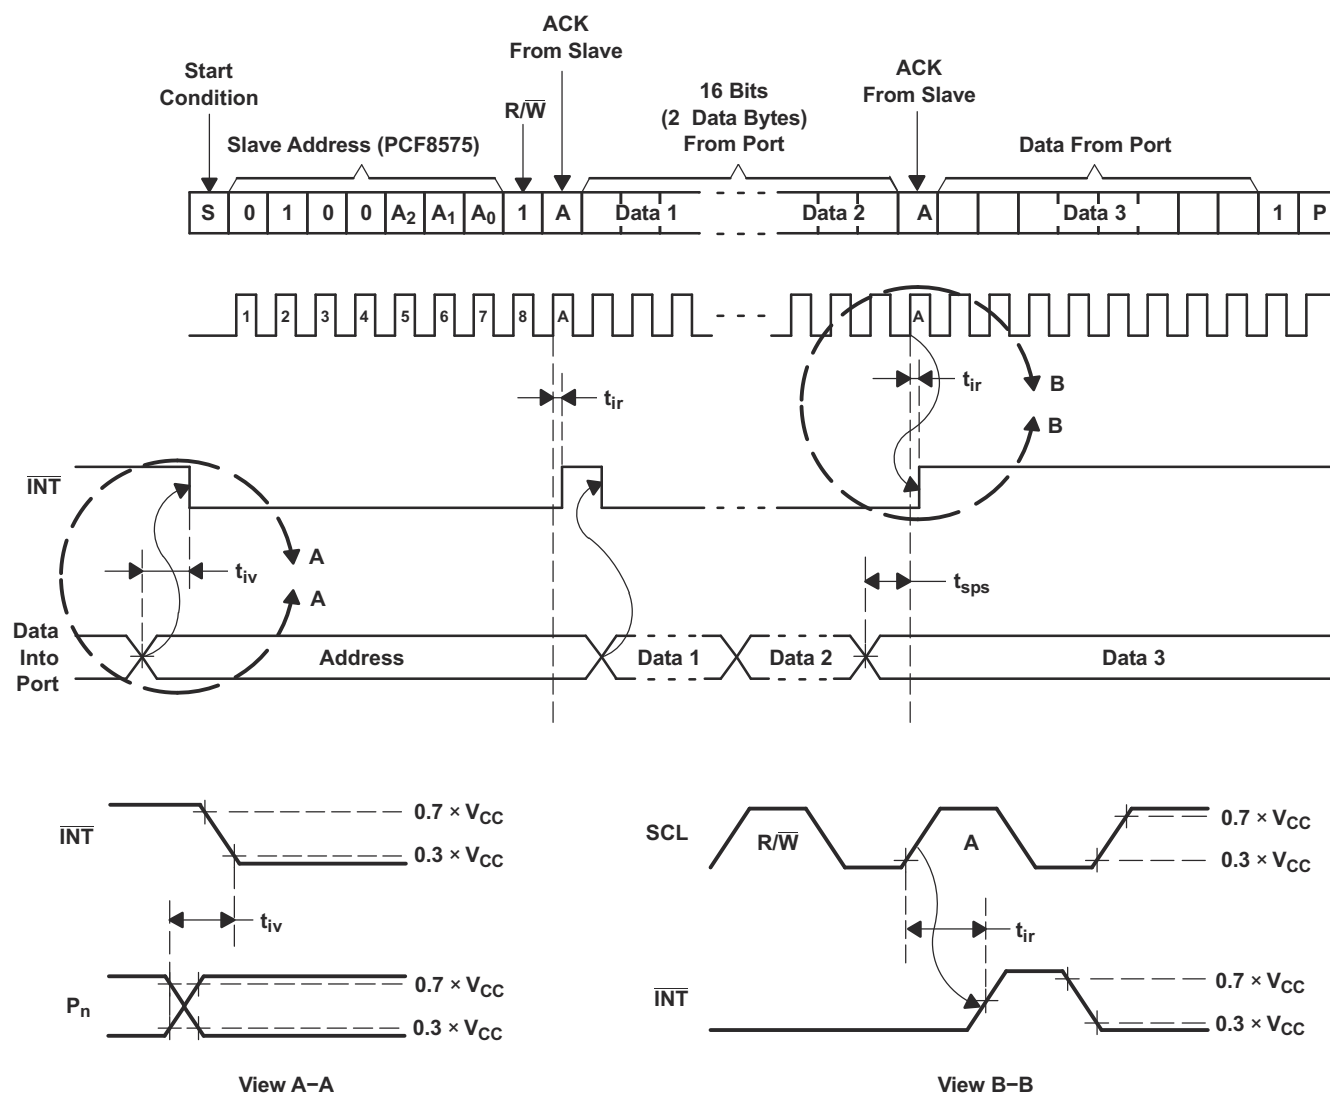 ACK
From Slave
Start
Condition
R/W̅
ACK
From Slave
16 Bits
(2 Data Bytes)
From Port
Slave Address (PCF8575)
Data From Port
S 0 1 0 0 A2 A1 A0 1 A Data 1 Data 2 A Data 3 1 P
1 2 3 4 5 6 7 8 A A
tir
tir
B
B
I̅N̅T̅
tiv
A
A
tsps
Data
Into
Port
Address Data 1 Data 2 Data 3
I̅N̅T̅
0.7 × VCC
0.3 × VCC
tiv
Pn
0.7 × VCC
0.3 × VCC
View A–A
SCL
R/W̅
A
0.7 × VCC
0.3 × VCC
tir
I̅N̅T̅
0.7 × VCC
0.3 × VCC
View B–B